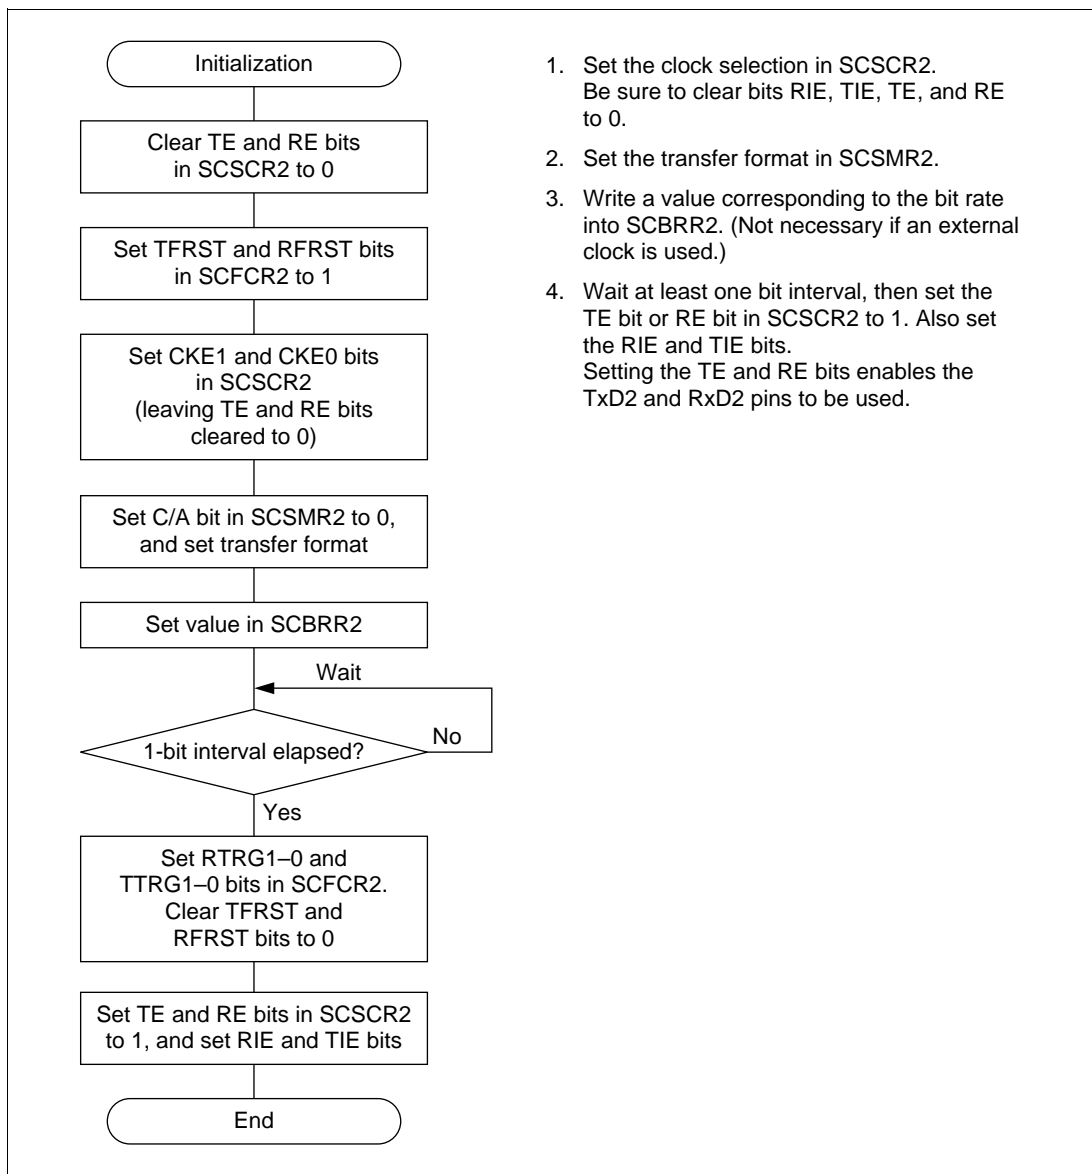 Initialization
Clear TE and RE bits
in SCSCR2 to 0
Set TFRST and RFRST bits
in SCFCR2 to 1
Set CKE1 and CKE0 bits
in SCSCR2
(leaving TE and RE bits
cleared to 0)
Set C/A bit in SCSMR2 to 0,
and set transfer format
Set value in SCBRR2
Wait
1-bit interval elapsed?
No
Yes
Set RTRG1–0 and
TTRG1–0 bits in SCFCR2.
Clear TFRST and
RFRST bits to 0
Set TE and RE bits in SCSCR2
to 1, and set RIE and TIE bits
End
1. Set the clock selection in SCSCR2.
Be sure to clear bits RIE, TIE, TE, and RE
to 0.
2. Set the transfer format in SCSMR2.
3. Write a value corresponding to the bit rate
into SCBRR2. (Not necessary if an external
clock is used.)
4. Wait at least one bit interval, then set the
TE bit or RE bit in SCSCR2 to 1. Also set
the RIE and TIE bits.
Setting the TE and RE bits enables the
TxD2 and RxD2 pins to be used.